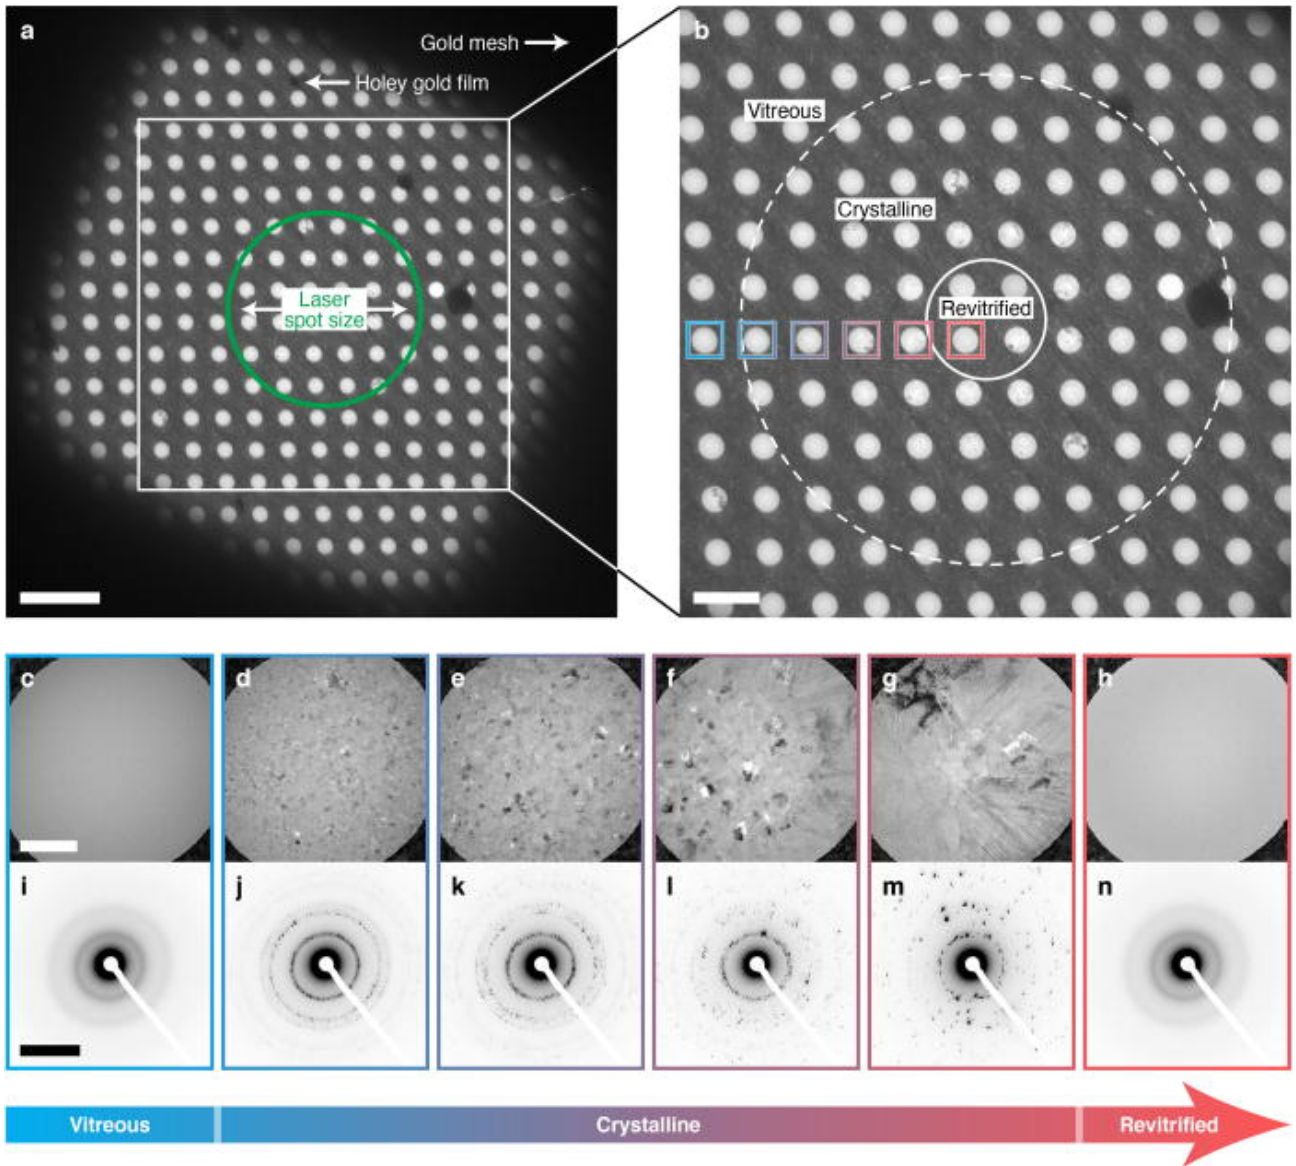 a
Gold mesh
Holey gold film
Laser
spot size
b
Vitreous
Crystalline
Revitrified
c
d
e
f
g
h
i
j
k
l
m
n
Vitreous
Crystalline
Revitrified